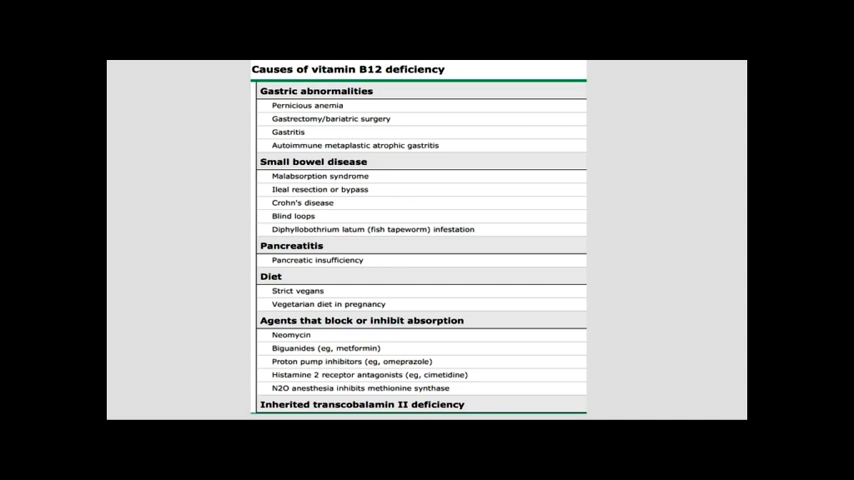 Causes of vitamin B12 deficiency
Gastric abnormalities
Pernicious anemia
Gastrectomy/bariatric surgery
Gastritis
Autoimmune metaplastic atrophic gastritis
Small bowel disease
Malabsorption syndrome
Ileal resection or bypass
Crohn's disease
Blind loops
Diphyllobothrium latum (fish tapeworm) infestation
Pancreatitis
Pancreatic insufficiency
Diet
Strict vegans
Vegetarian diet in pregnancy
Agents that block or inhibit absorption
Neomycin
Biguanides (eg, metformin)
Proton pump inhibitors (eg, omeprazole)
Histamine 2 receptor antagonists (eg, cimetidine)
N2O anesthesia inhibits methionine synthase
Inherited transcobalamin II deficiency